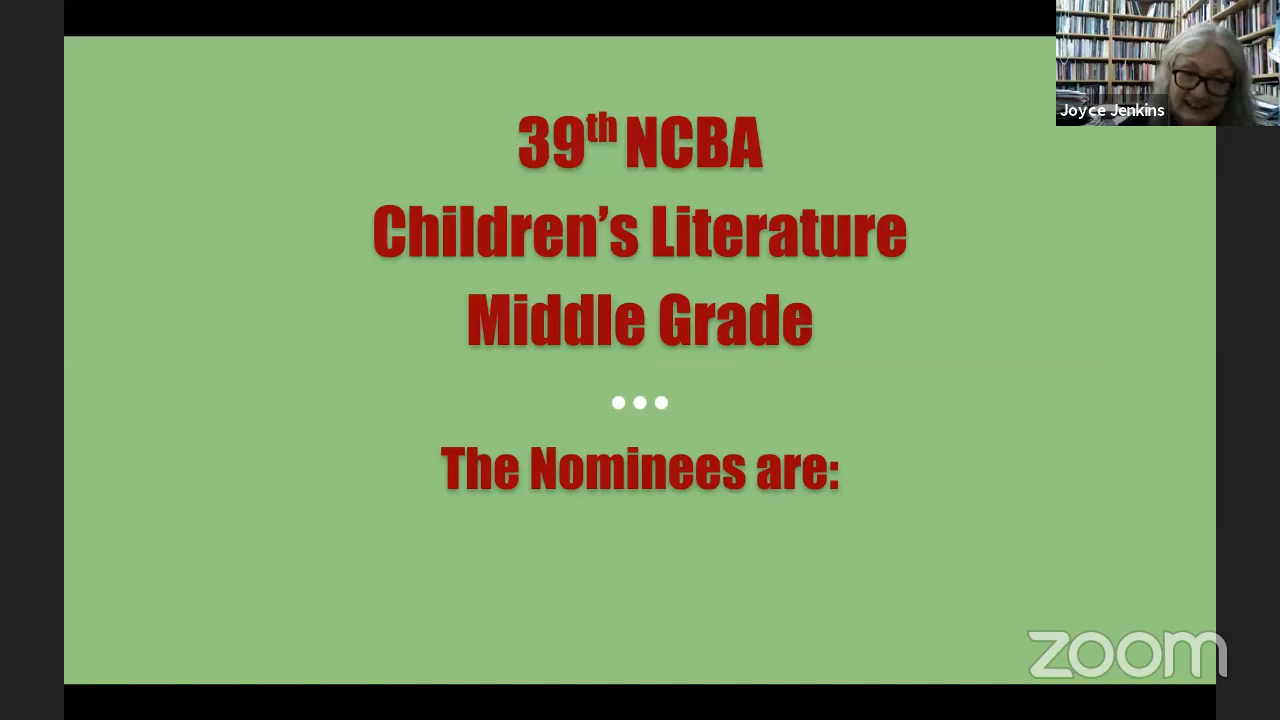 39th NCBA
Children’s Literature
Middle Grade
The Nominees are:
Joyce Jenkins
zoom